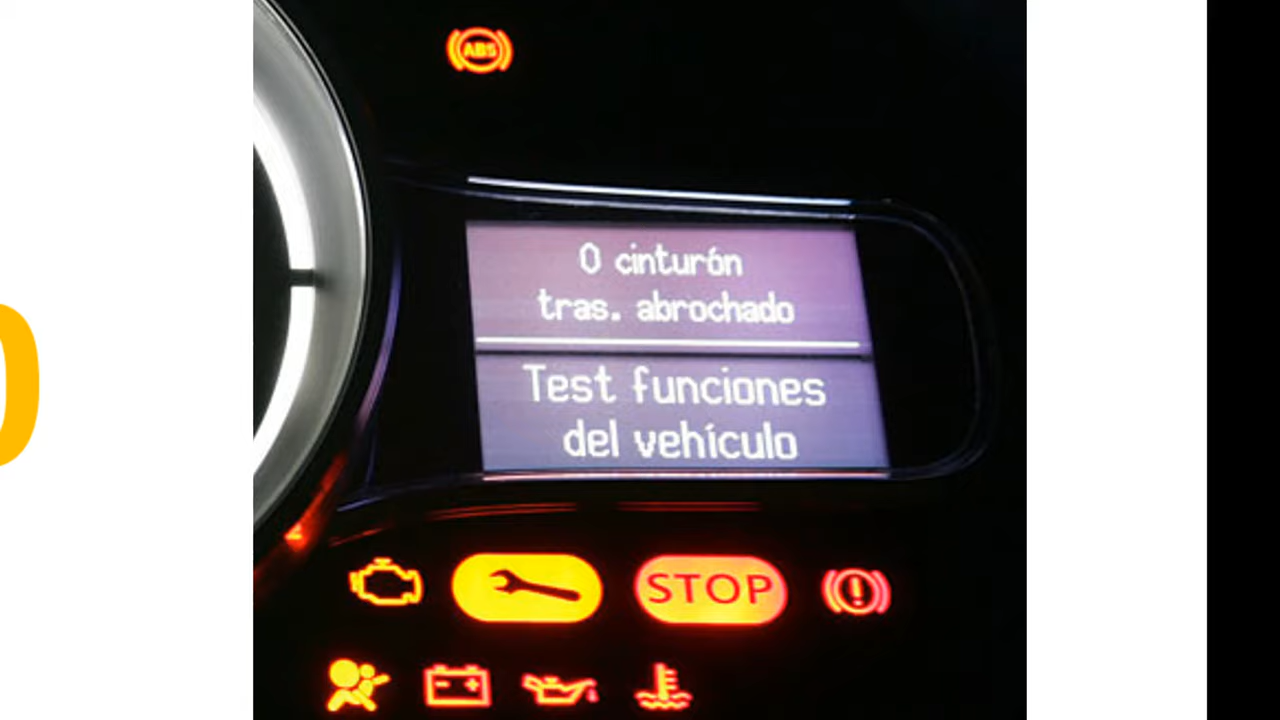 ABS
0 cinturón
tras. abrochado
Test funciones
del vehículo
STOP